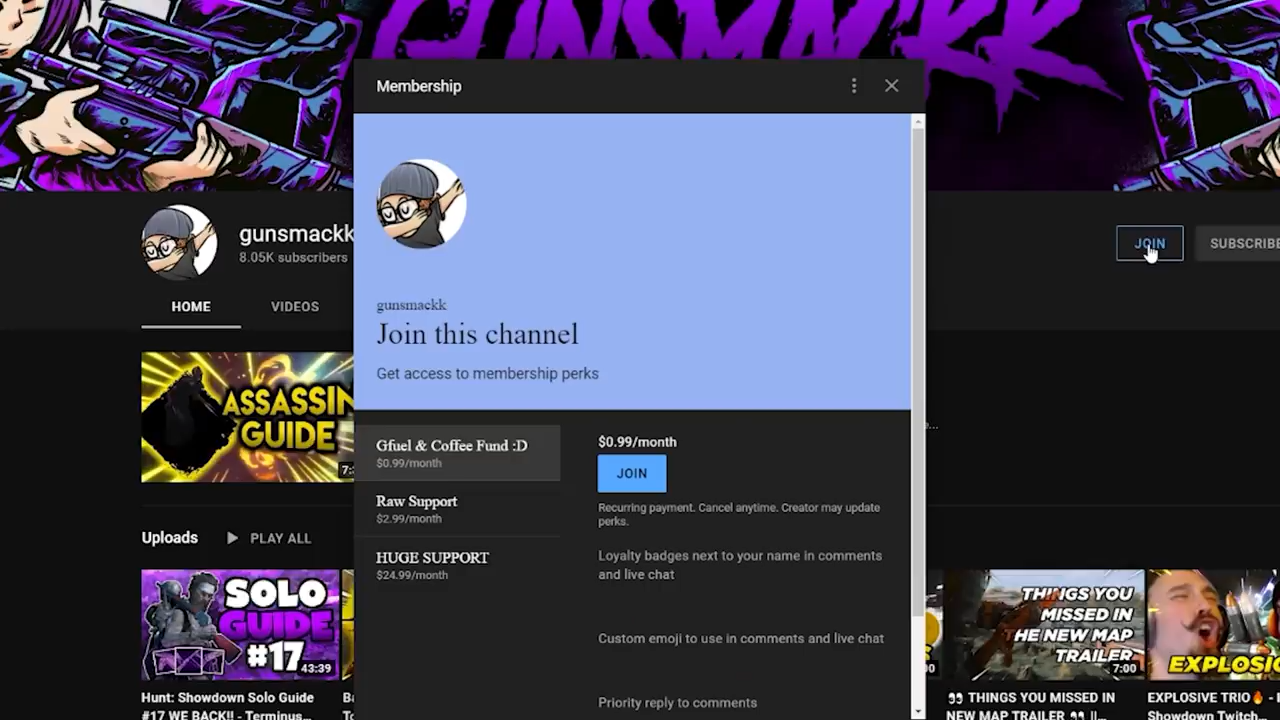 GUNSMACKK
Membership
gunsmackk
8.05K subscribers
JOIN
SUBSCRIBE
HOME
VIDEOS
gunsmackk
Join this channel
Get access to membership perks
ASSASSIN
GUIDE
7:
e...
Gfuel & Coffee Fund :D
$0.99/month
Raw Support
$2.99/month
HUGE SUPPORT
$24.99/month
$0.99/month
JOIN
Recurring payment. Cancel anytime. Creator may update
perks.
Loyalty badges next to your name in comments
and live chat
Custom emoji to use in comments and live chat
Priority reply to comments
Uploads
PLAY ALL
SOLO
GUIDE
#17
43:39
Hunt: Showdown Solo Guide
#17 WE BACK!! - Terminus...
THINGS YOU
MISSED IN
THE NEW MAP
TRAILER
7:00
👀 THINGS YOU MISSED IN
NEW MAP TRAILER 👀 ||
EXPLOSI
EXPLOSIVE TRIO🔥 -
Showdown Twitch